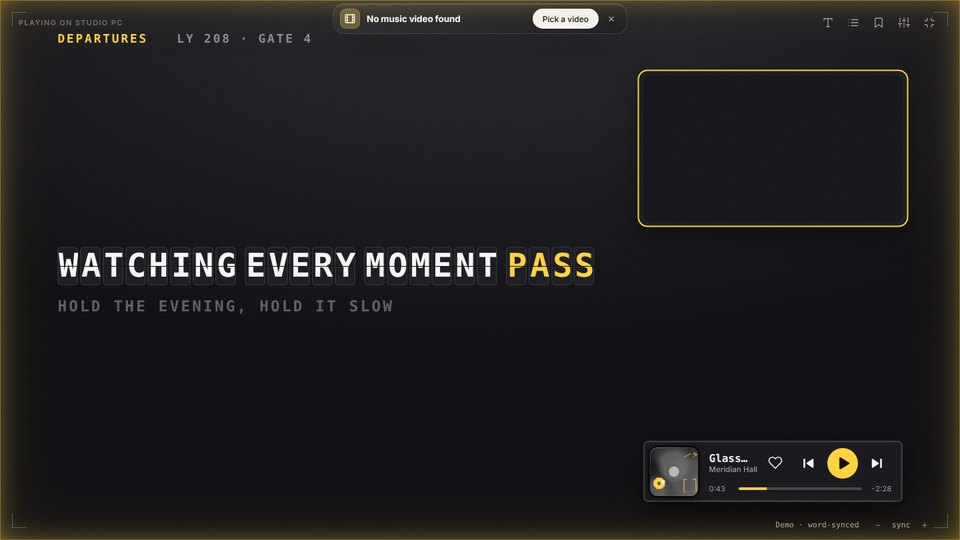 PLAYING ON STUDIO PC
No music video found
Pick a video
DEPARTURES LY 208 · GATE 4
WATCHING EVERY MOMENT PASS
HOLD THE EVENING, HOLD IT SLOW
Glass…
Meridian Hall
0:43
-2:28
Demo · word-synced − sync +